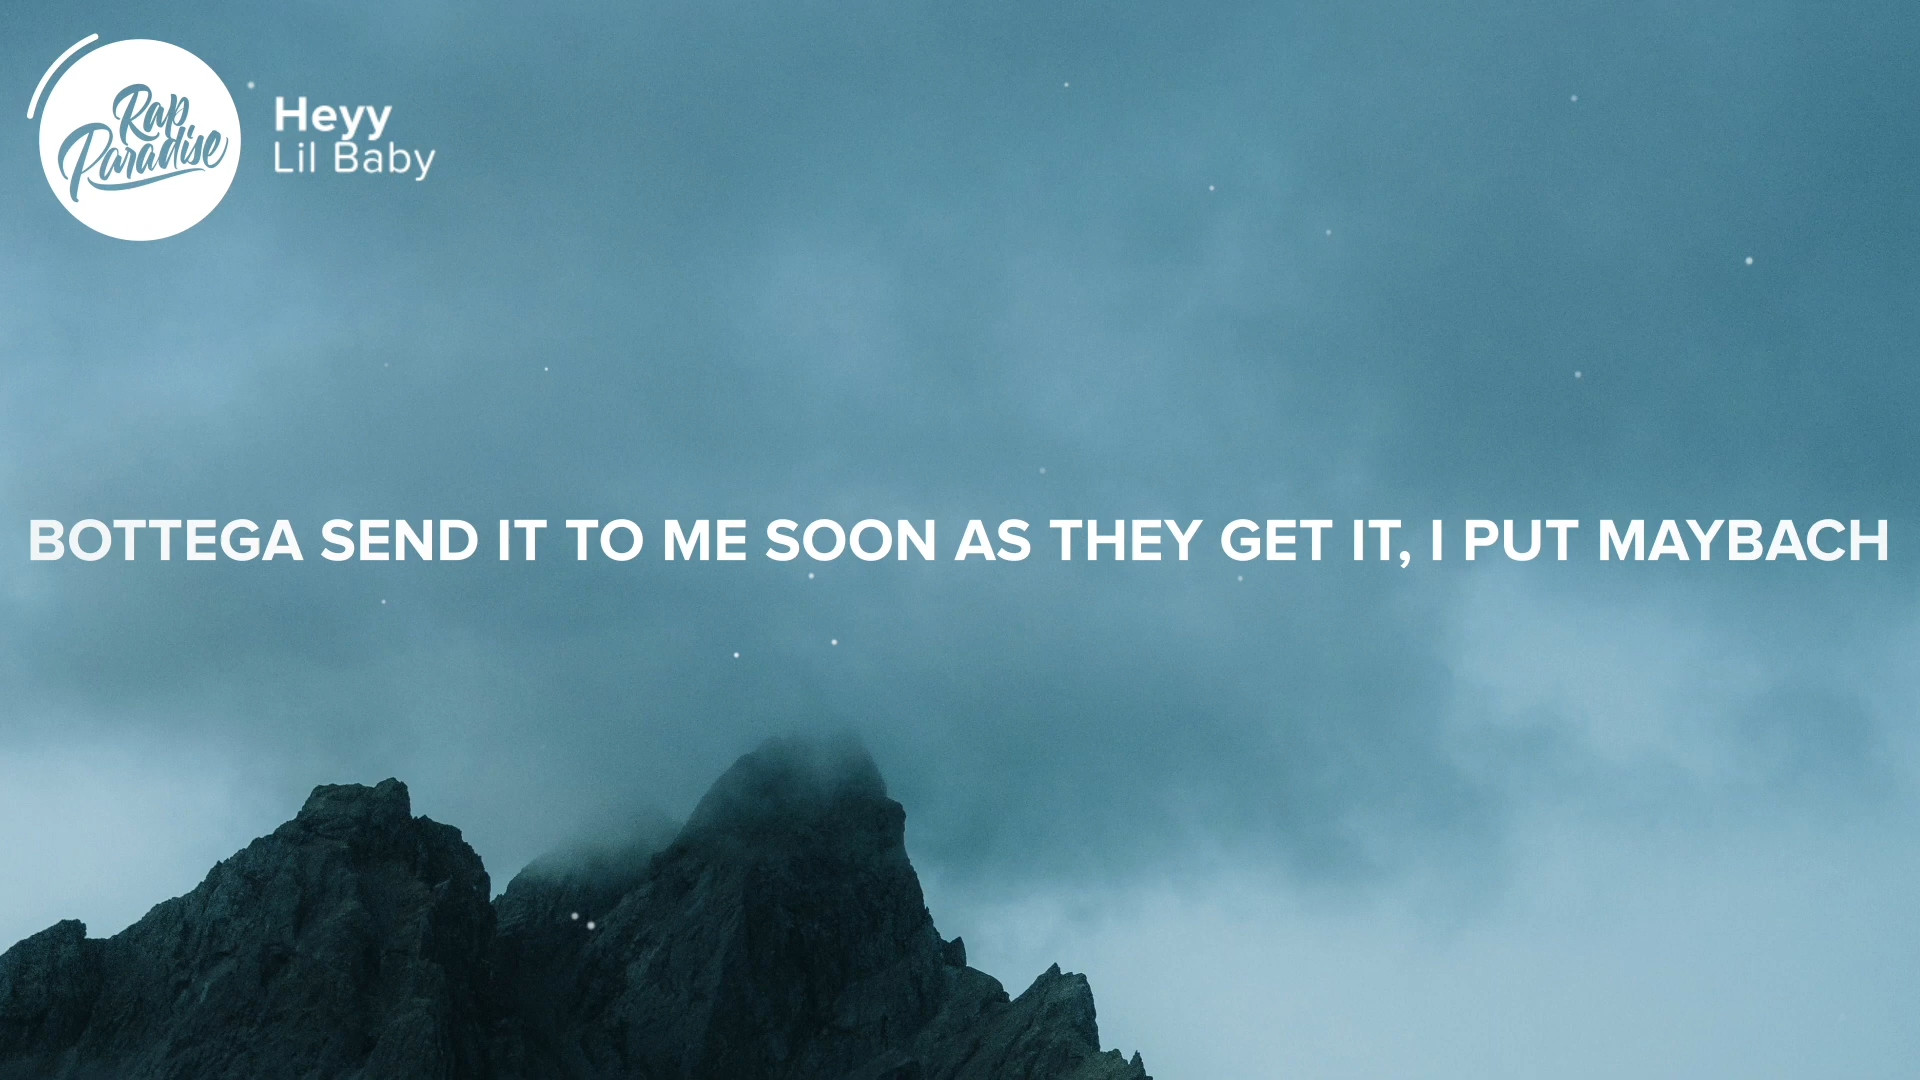 Rap
Paradise
Heyy
Lil Baby
BOTTEGA SEND IT TO ME SOON AS THEY GET IT, I PUT MAYBACH